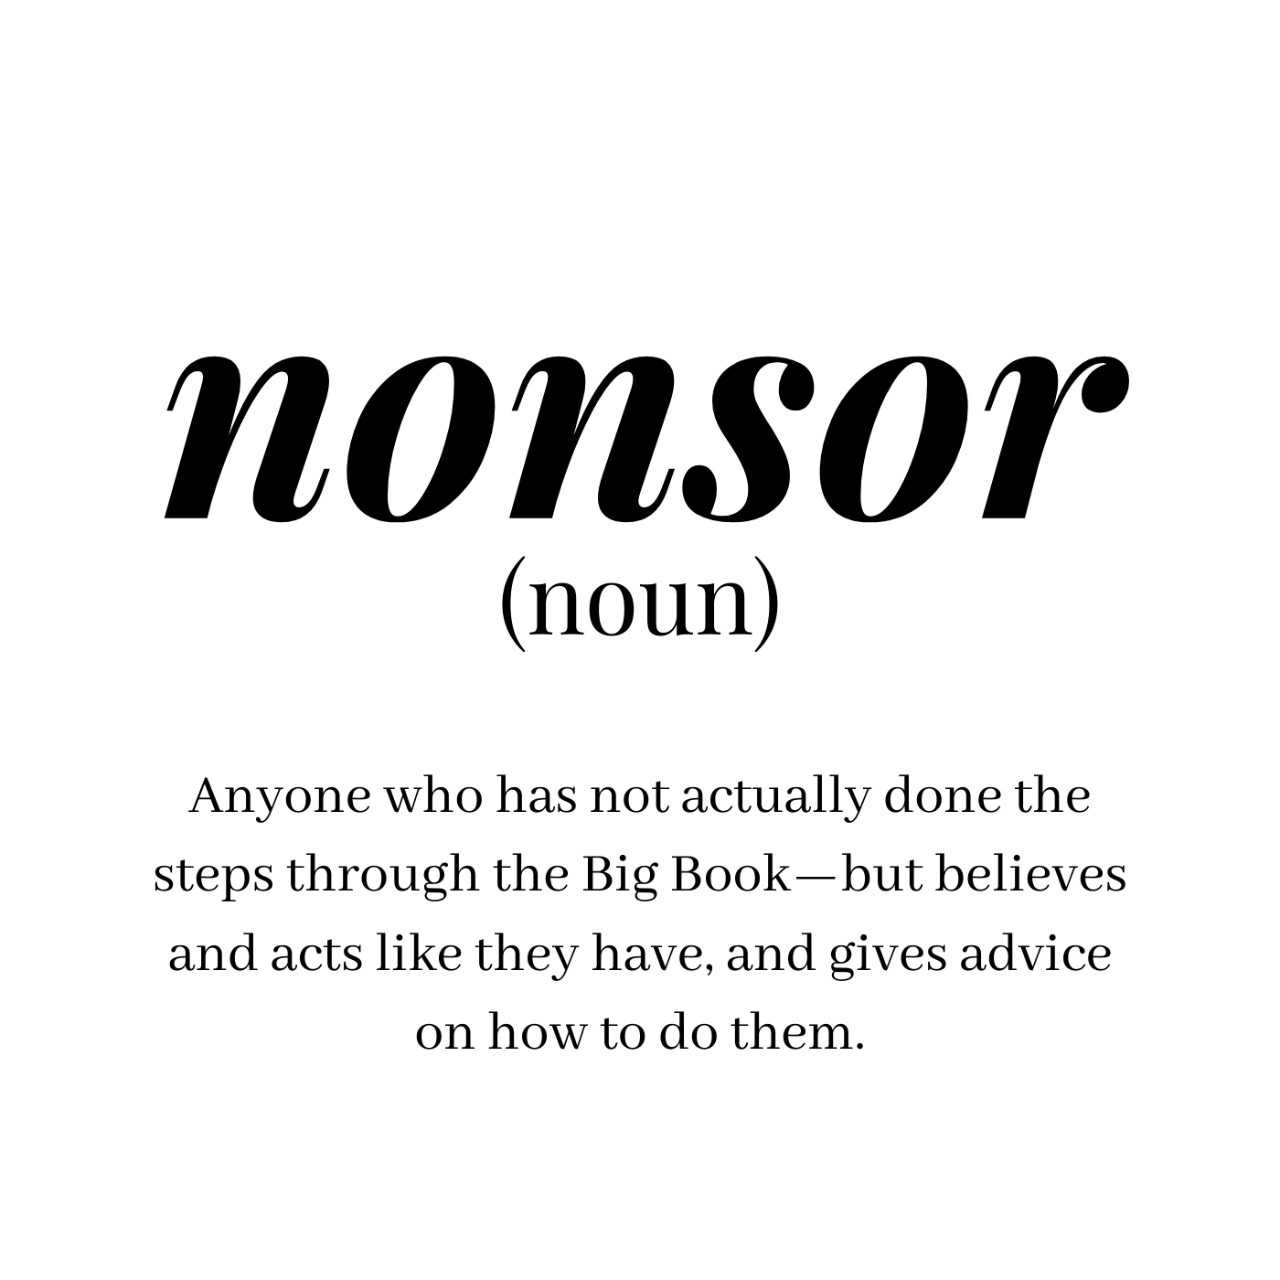 nonsor
(noun)
Anyone who has not actually done the
steps through the Big Book—but believes
and acts like they have, and gives advice
on how to do them.